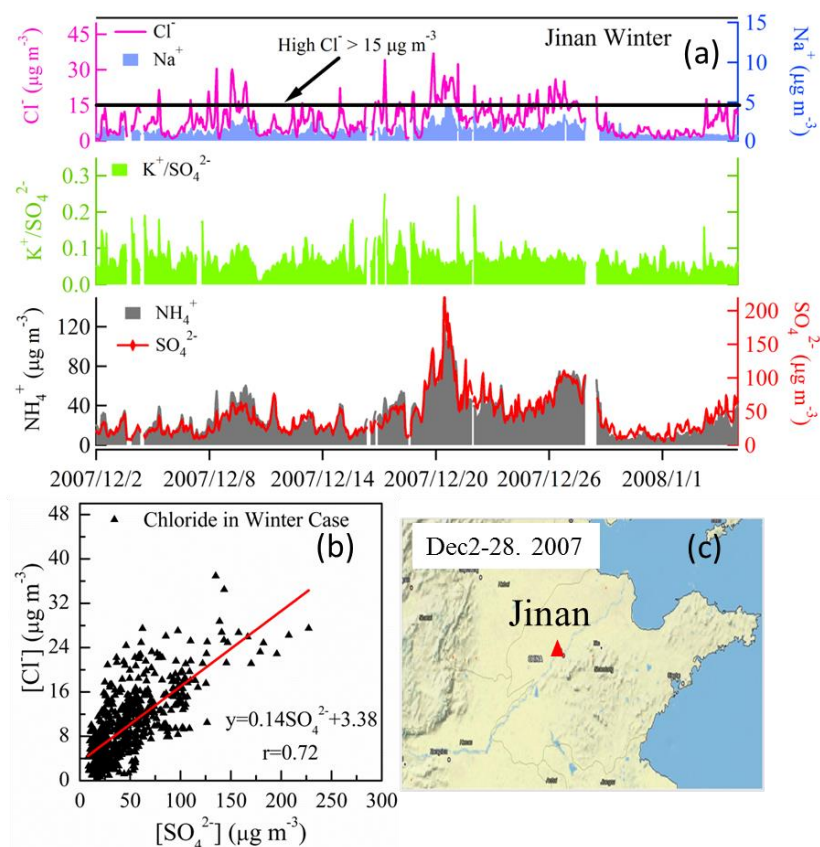 Cl⁻
Na⁺
High Cl⁻ > 15 μg m⁻³
Jinan Winter
(a)
Cl⁻ (μg m⁻³)
45
30
15
0
Na⁺ (μg m⁻³)
15
10
5
0
K⁺/SO₄²⁻
K⁺/SO₄²⁻
0.3
0.2
0.1
0.0
NH₄⁺
SO₄²⁻
NH₄⁺ (μg m⁻³)
120
80
40
0
SO₄²⁻ (μg m⁻³)
200
150
100
50
0
2007/12/2 2007/12/8 2007/12/14 2007/12/20 2007/12/26 2008/1/1
Chloride in Winter Case
(b)
[Cl⁻] (μg m⁻³)
48
40
32
24
16
8
0
y=0.14SO₄²⁻+3.38
r=0.72
0 50 100 150 200 250 300
[SO₄²⁻] (μg m⁻³)
Dec2-28. 2007
(c)
Jinan